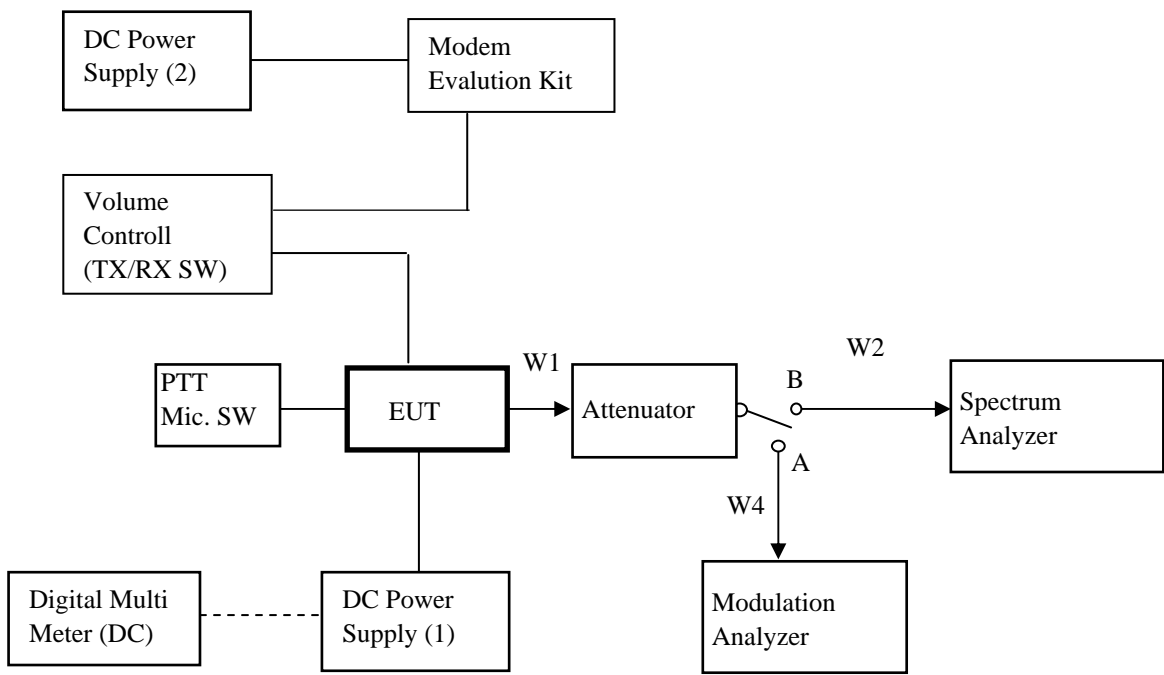 DC Power
Supply (2)
Modem
Evalution Kit
Volume
Controll
(TX/RX SW)
PTT
Mic. SW
EUT
W1
Attenuator
B
A
W2
Spectrum
Analyzer
W4
Digital Multi
Meter (DC)
DC Power
Supply (1)
Modulation
Analyzer